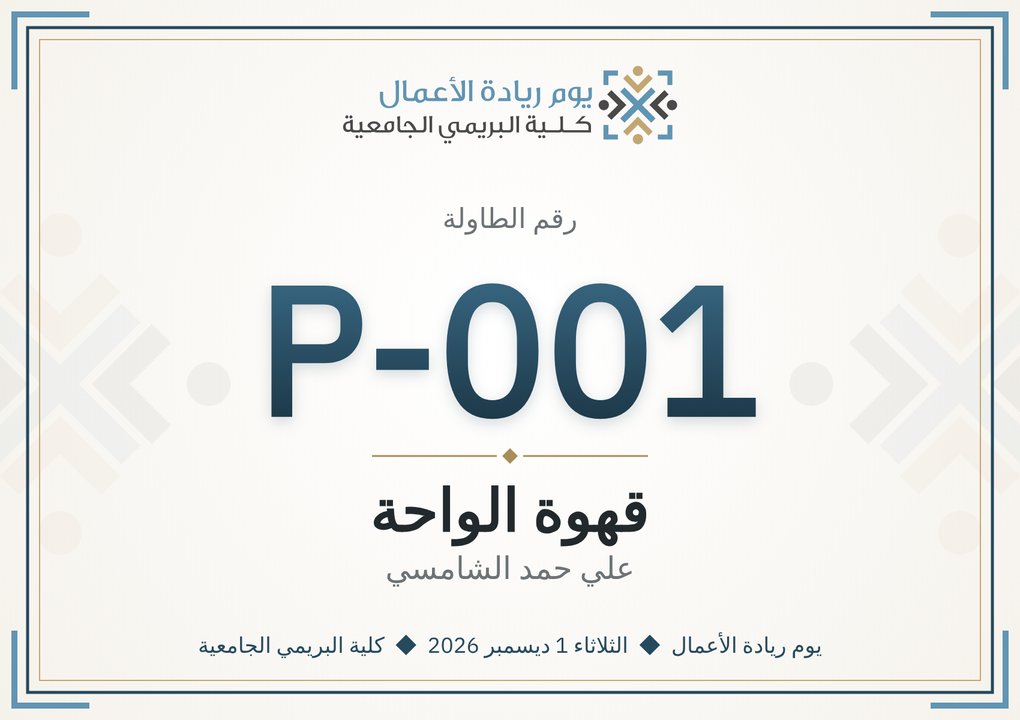 يوم ريادة الأعمال
كلية البريمي الجامعية
رقم الطاولة
P-001
قهوة الواحة
علي حمد الشامسي
يوم ريادة الأعمال ◆ الثلاثاء 1 ديسمبر 2026 ◆ كلية البريمي الجامعية